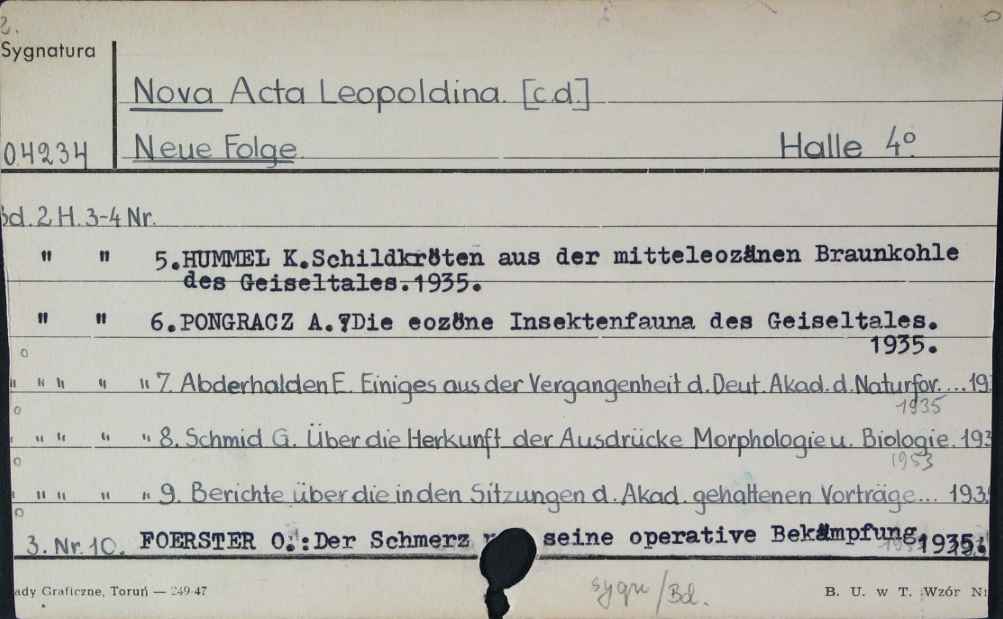 2.
Sygnatura
Nova Acta Leopoldina. [c.d.]
04234 Neue Folge. Halle 4°.
Bd. 2 H. 3-4 Nr.
" " 5.HUMMEL K.Schildkröten aus der mitteleozänen Braunkohle
des Geiseltales.1935.
" " 6.PONGRACZ A. Die eozöne Insektenfauna des Geiseltales.
1935.
" " " " " 7. Abderhalden E. Einiges aus der Vergangenheit d. Deut. Akad. d. Naturfor. ... 19
1935
" " " " 8. Schmid G. Über die Herkunft der Ausdrücke Morphologie u. Biologie. 193
1953
" " " " 9. Berichte über die in den Sitzungen d. Akad. gehaltenen Vorträge... 193
3. Nr. 10. FOERSTER O.:Der Schmerz seine operative Bekämpfung 1935.
ady Graficzne, Toruń — 249-47 sygn/Bd. B. U. w T. Wzór N